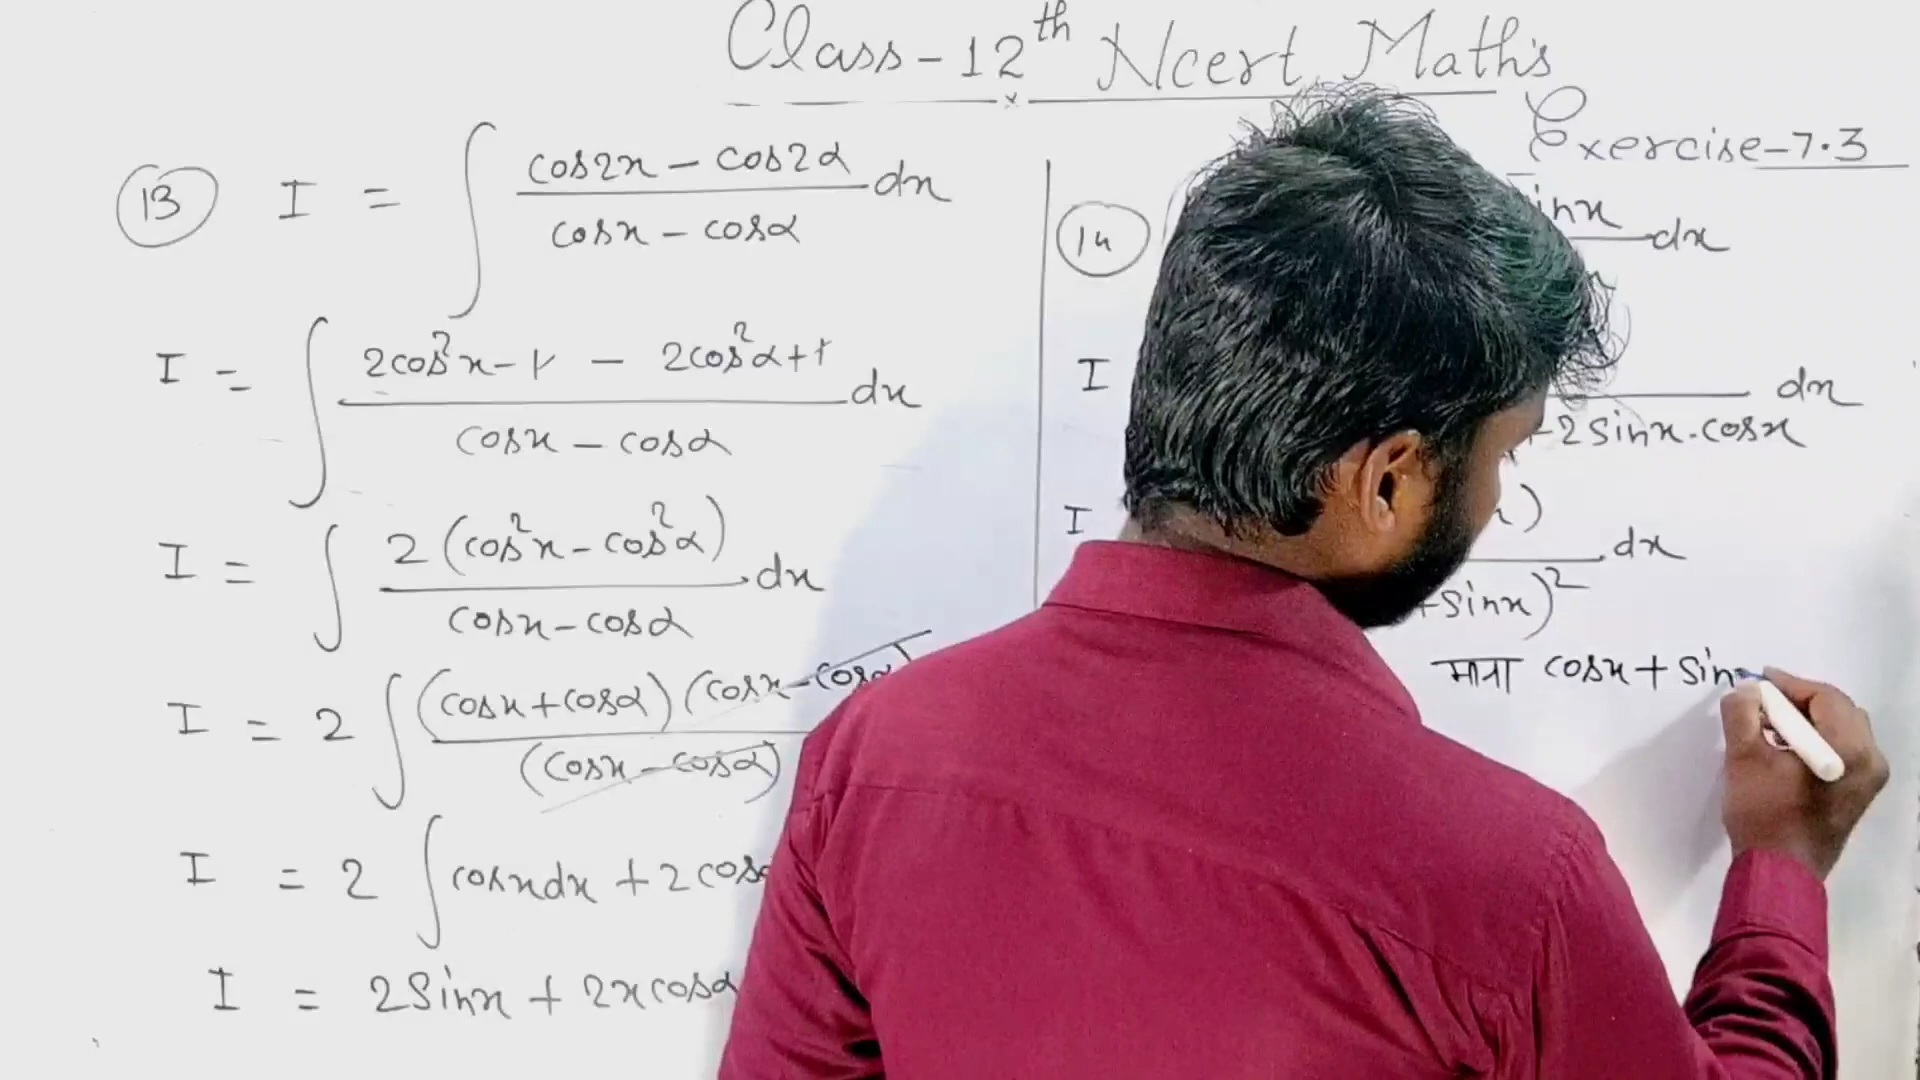 Class-12th Ncert Math's
Exercise-7.3
13 I = ∫ cos2x - cos2α / cosx - cosα dx
I = ∫ 2cos²x-1 - 2cos²α+1 / cosx - cosα dx
I = ∫ 2(cos²x - cos²α) / cosx - cosα dx
I = 2 ∫ (cosx+cosα)(cosx-cosα) / (cosx-cosα)
I = 2 ∫ cosxdx + 2cosα
I = 2Sinx + 2xcosα
14 inx dx
I dx
+2Sinx.cosx
I ) dx
+Sinx)²
माना cosx+Sin